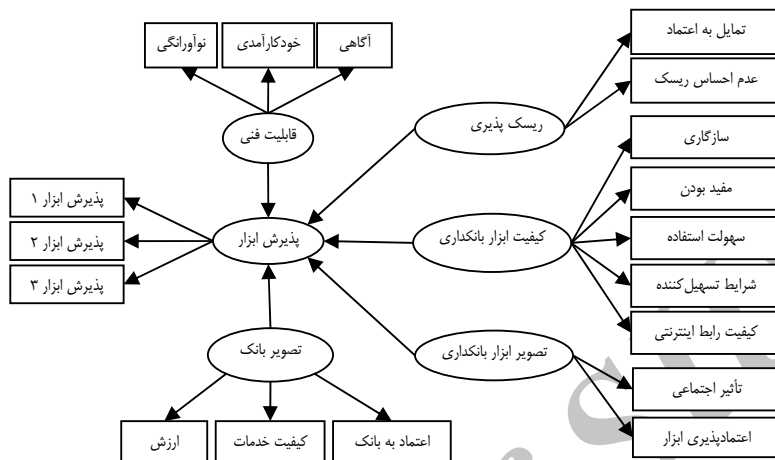 تمایل به اعتماد
عدم احساس ریسک
سازگاری
مفید بودن
سهولت استفاده
شرایط تسهیل‌کننده
کیفیت رابط اینترنتی
تأثیر اجتماعی
اعتمادپذیری ابزار
ریسک پذیری
کیفیت ابزار بانکداری
تصویر ابزار بانکداری
آگاهی
خودکارآمدی
نوآورانگی
قابلیت فنی
پذیرش ابزار
تصویر بانک
اعتماد به بانک
کیفیت خدمات
ارزش
پذیرش ابزار ۱
پذیرش ابزار ۲
پذیرش ابزار ۳